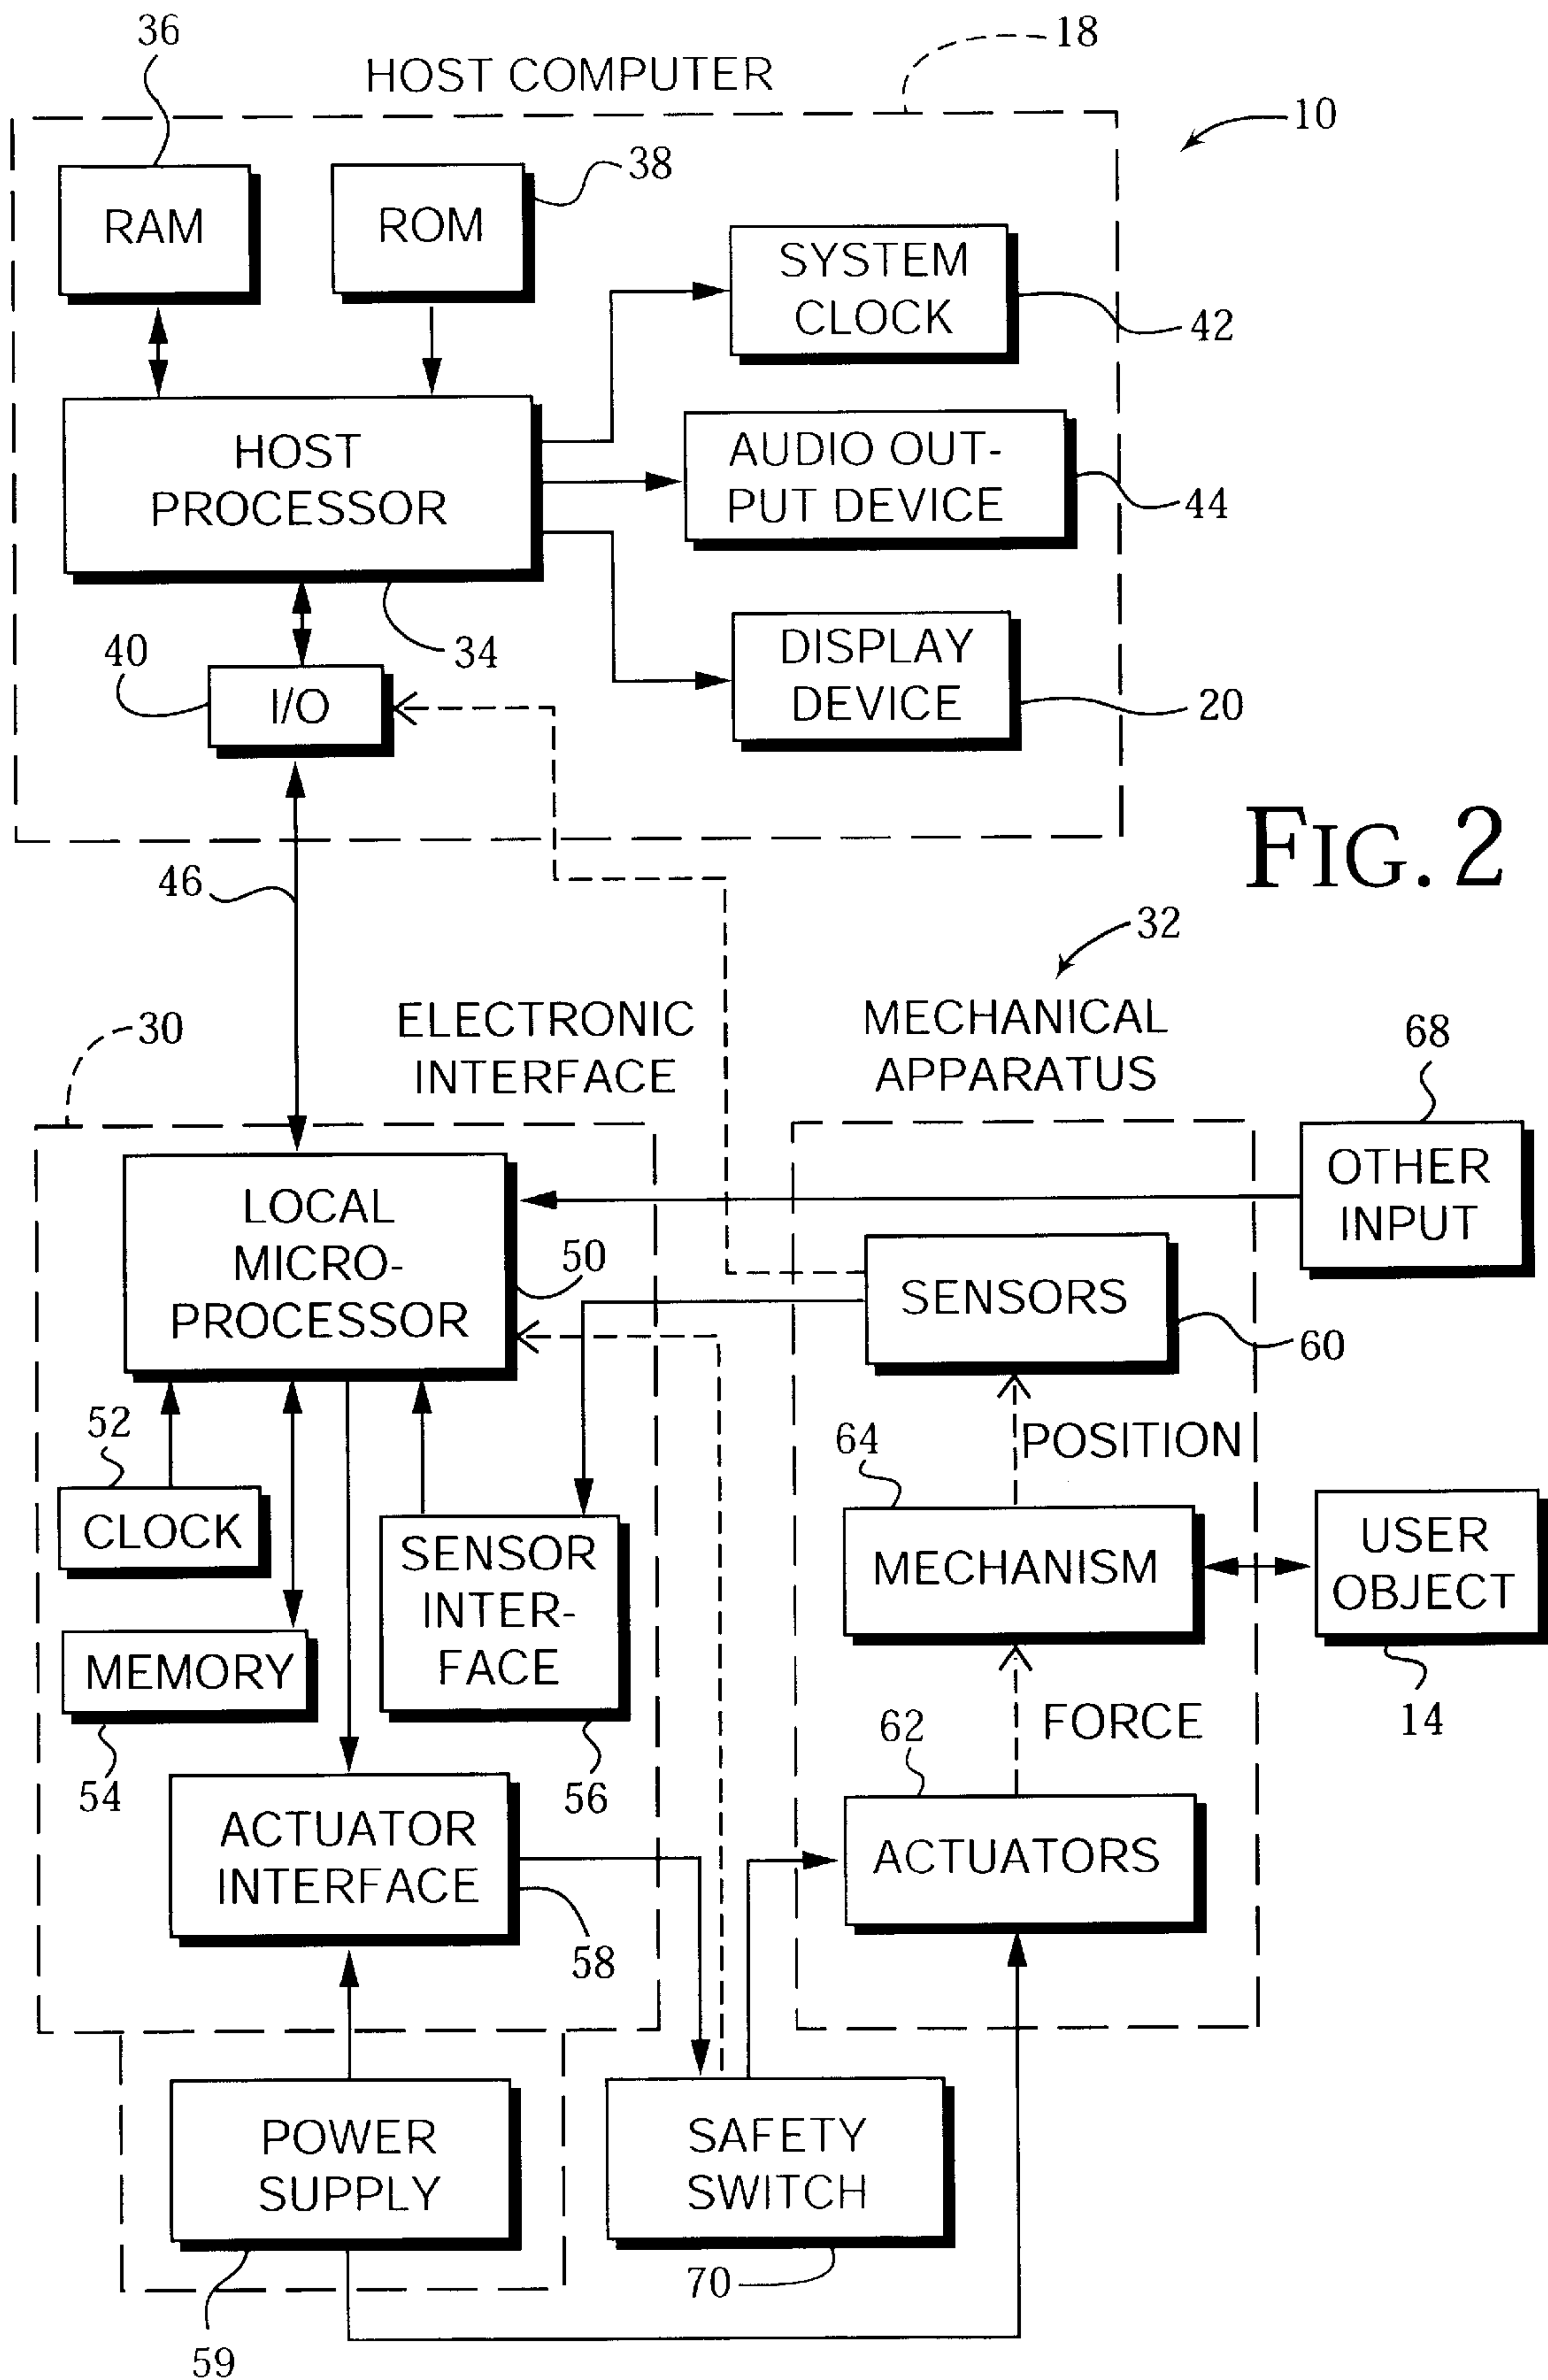 36
HOST COMPUTER
18
10
RAM
ROM
38
SYSTEM
CLOCK
42
HOST
PROCESSOR
AUDIO OUT-
PUT DEVICE
44
34
40
I/O
DISPLAY
DEVICE
20
FIG. 2
46
32
30
ELECTRONIC
INTERFACE
MECHANICAL
APPARATUS
68
OTHER
INPUT
LOCAL
MICRO-
PROCESSOR
50
SENSORS
60
52
CLOCK
64
POSITION
SENSOR
INTER-
FACE
MECHANISM
USER
OBJECT
MEMORY
54
56
62
FORCE
14
ACTUATOR
INTERFACE
58
ACTUATORS
POWER
SUPPLY
SAFETY
SWITCH
70
59